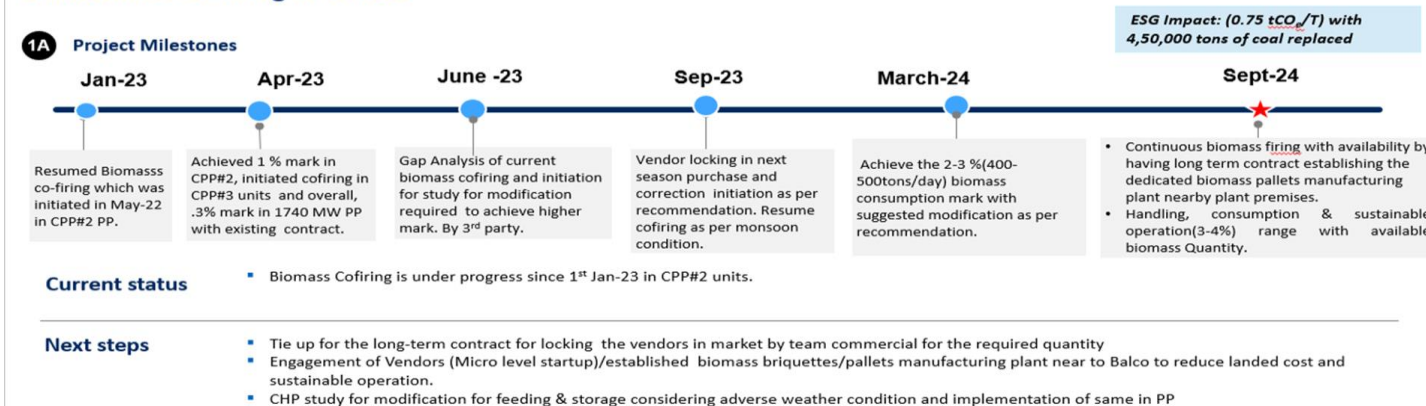 ESG Impact: (0.75 tCOe/T) with
4,50,000 tons of coal replaced
1A Project Milestones
Jan-23
Apr-23
June -23
Sep-23
March-24
Sept-24
Resumed Biomasss
co-firing which was
initiated in May-22
in CPP#2 PP.
Achieved 1 % mark in
CPP#2, initiated cofiring in
CPP#3 units and overall,
.3% mark in 1740 MW PP
with existing contract.
Gap Analysis of current
biomass cofiring and initiation
for study for modification
required to achieve higher
mark. By 3rd party.
Vendor locking in next
season purchase and
correction initiation as per
recommendation. Resume
cofiring as per monsoon
condition.
Achieve the 2-3 %(400-
500tons/day) biomass
consumption mark with
suggested modification as per
recommendation.
• Continuous biomass firing with availability by
having long term contract establishing the
dedicated biomass pallets manufacturing
plant nearby plant premises.
• Handling, consumption & sustainable
operation(3-4%) range with available
biomass Quantity.
Current status
▪ Biomass Cofiring is under progress since 1st Jan-23 in CPP#2 units.
Next steps
▪ Tie up for the long-term contract for locking the vendors in market by team commercial for the required quantity
▪ Engagement of Vendors (Micro level startup)/established biomass briquettes/pallets manufacturing plant near to Balco to reduce landed cost and
sustainable operation.
▪ CHP study for modification for feeding & storage considering adverse weather condition and implementation of same in PP